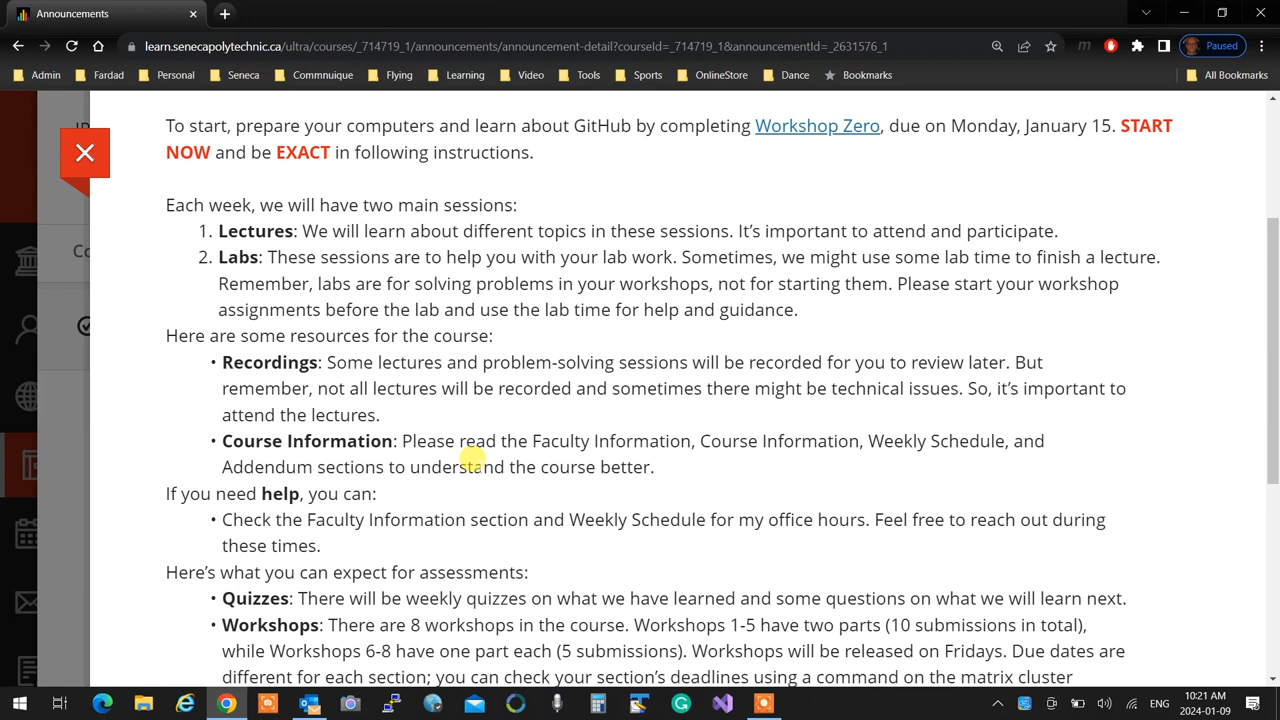 Announcements
learn.senecapolytechnic.ca/ultra/courses/_714719_1/announcements/announcement-detail?courseId=_714719_1&announcementId=_2631576_1
Paused
Admin Fardad Personal Seneca Communique Flying Learning Video Tools Sports OnlineStore Dance Bookmarks All Bookmarks
To start, prepare your computers and learn about GitHub by completing Workshop Zero, due on Monday, January 15. START
NOW and be EXACT in following instructions.
Each week, we will have two main sessions:
1. Lectures: We will learn about different topics in these sessions. It's important to attend and participate.
2. Labs: These sessions are to help you with your lab work. Sometimes, we might use some lab time to finish a lecture.
Remember, labs are for solving problems in your workshops, not for starting them. Please start your workshop
assignments before the lab and use the lab time for help and guidance.
Here are some resources for the course:
• Recordings: Some lectures and problem-solving sessions will be recorded for you to review later. But
remember, not all lectures will be recorded and sometimes there might be technical issues. So, it's important to
attend the lectures.
• Course Information: Please read the Faculty Information, Course Information, Weekly Schedule, and
Addendum sections to understand the course better.
If you need help, you can:
• Check the Faculty Information section and Weekly Schedule for my office hours. Feel free to reach out during
these times.
Here's what you can expect for assessments:
• Quizzes: There will be weekly quizzes on what we have learned and some questions on what we will learn next.
• Workshops: There are 8 workshops in the course. Workshops 1-5 have two parts (10 submissions in total),
while Workshops 6-8 have one part each (5 submissions). Workshops will be released on Fridays. Due dates are
different for each section; you can check your section's deadlines using a command on the matrix cluster
ENG
10:21 AM
2024-01-09